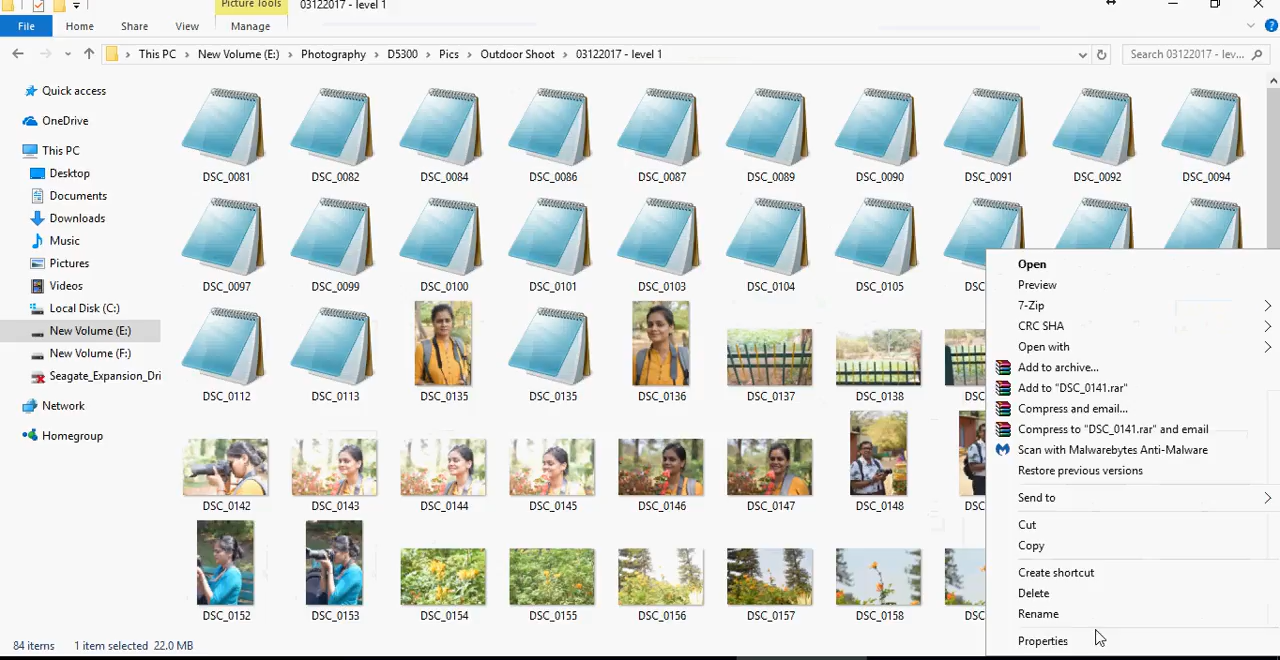 Picture Tools
03122017 - level 1
File
Home
Share
View
Manage
This PC
New Volume (E:)
Photography
D5300
Pics
Outdoor Shoot
03122017 - level 1
Search 03122017 - lev...
Quick access
OneDrive
This PC
Desktop
Documents
Downloads
Music
Pictures
Videos
Local Disk (C:)
New Volume (E:)
New Volume (F:)
Seagate_Expansion_Dri
Network
Homegroup
DSC_0081
DSC_0082
DSC_0084
DSC_0086
DSC_0087
DSC_0089
DSC_0090
DSC_0091
DSC_0092
DSC_0094
DSC_0097
DSC_0099
DSC_0100
DSC_0101
DSC_0103
DSC_0104
DSC_0105
DSC_0112
DSC_0113
DSC_0135
DSC_0135
DSC_0136
DSC_0137
DSC_0138
DSC_0142
DSC_0143
DSC_0144
DSC_0145
DSC_0146
DSC_0147
DSC_0148
DSC_0152
DSC_0153
DSC_0154
DSC_0155
DSC_0156
DSC_0157
DSC_0158
Open
Preview
7-Zip
CRC SHA
Open with
Add to archive...
Add to "DSC_0141.rar"
Compress and email...
Compress to "DSC_0141.rar" and email
Scan with Malwarebytes Anti-Malware
Restore previous versions
Send to
Cut
Copy
Create shortcut
Delete
Rename
Properties
84 items
1 item selected 22.0 MB